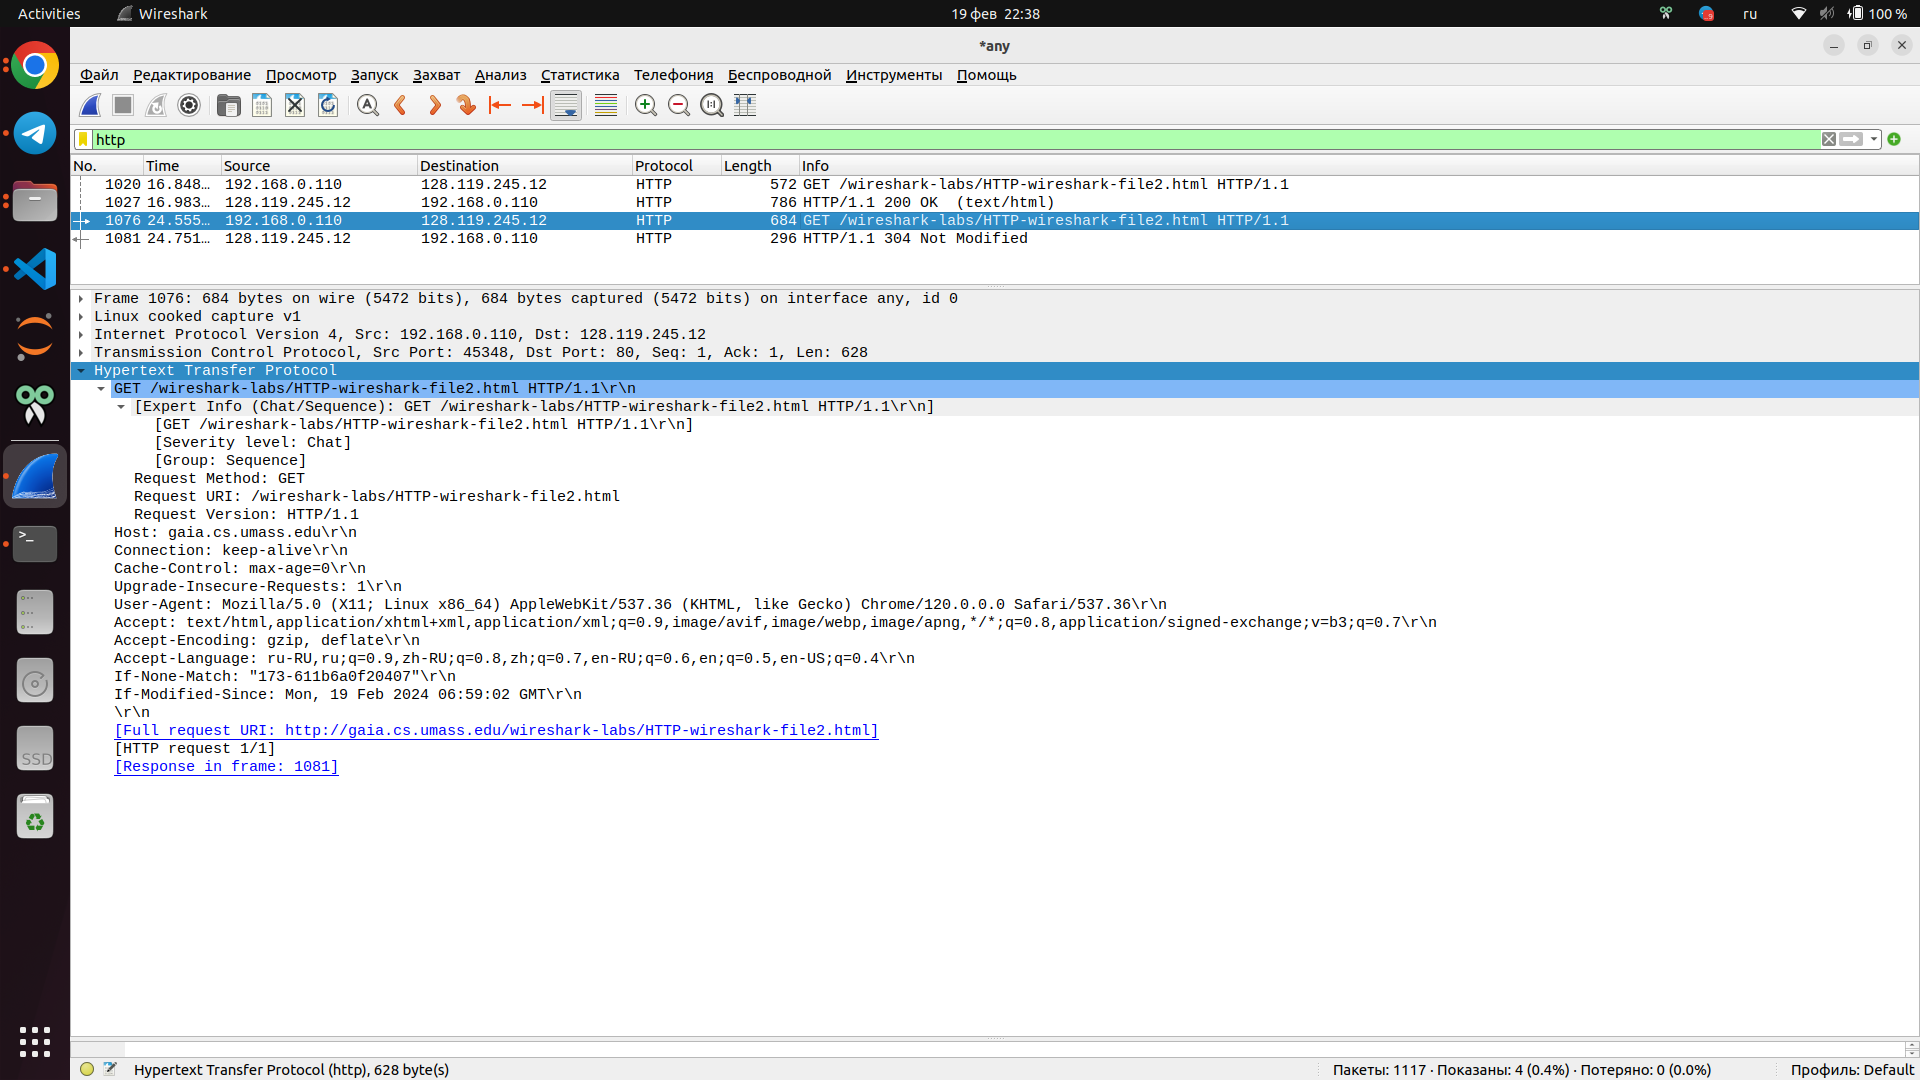 Activities Wireshark 19 фев 22:38 ru 100 %
*any
Файл Редактирование Просмотр Запуск Захват Анализ Статистика Телефония Беспроводной Инструменты Помощь
http
No. Time Source Destination Protocol Length Info
1020 16.848… 192.168.0.110 128.119.245.12 HTTP 572 GET /wireshark-labs/HTTP-wireshark-file2.html HTTP/1.1
1027 16.983… 128.119.245.12 192.168.0.110 HTTP 786 HTTP/1.1 200 OK (text/html)
1076 24.555… 192.168.0.110 128.119.245.12 HTTP 684 GET /wireshark-labs/HTTP-wireshark-file2.html HTTP/1.1
1081 24.751… 128.119.245.12 192.168.0.110 HTTP 296 HTTP/1.1 304 Not Modified
Frame 1076: 684 bytes on wire (5472 bits), 684 bytes captured (5472 bits) on interface any, id 0
Linux cooked capture v1
Internet Protocol Version 4, Src: 192.168.0.110, Dst: 128.119.245.12
Transmission Control Protocol, Src Port: 45348, Dst Port: 80, Seq: 1, Ack: 1, Len: 628
Hypertext Transfer Protocol
GET /wireshark-labs/HTTP-wireshark-file2.html HTTP/1.1\r\n
[Expert Info (Chat/Sequence): GET /wireshark-labs/HTTP-wireshark-file2.html HTTP/1.1\r\n]
[GET /wireshark-labs/HTTP-wireshark-file2.html HTTP/1.1\r\n]
[Severity level: Chat]
[Group: Sequence]
Request Method: GET
Request URI: /wireshark-labs/HTTP-wireshark-file2.html
Request Version: HTTP/1.1
Host: gaia.cs.umass.edu\r\n
Connection: keep-alive\r\n
Cache-Control: max-age=0\r\n
Upgrade-Insecure-Requests: 1\r\n
User-Agent: Mozilla/5.0 (X11; Linux x86_64) AppleWebKit/537.36 (KHTML, like Gecko) Chrome/120.0.0.0 Safari/537.36\r\n
Accept: text/html,application/xhtml+xml,application/xml;q=0.9,image/avif,image/webp,image/apng,*/*;q=0.8,application/signed-exchange;v=b3;q=0.7\r\n
Accept-Encoding: gzip, deflate\r\n
Accept-Language: ru-RU,ru;q=0.9,zh-RU;q=0.8,zh;q=0.7,en-RU;q=0.6,en;q=0.5,en-US;q=0.4\r\n
If-None-Match: "173-611b6a0f20407"\r\n
If-Modified-Since: Mon, 19 Feb 2024 06:59:02 GMT\r\n
\r\n
[Full request URI: http://gaia.cs.umass.edu/wireshark-labs/HTTP-wireshark-file2.html]
[HTTP request 1/1]
[Response in frame: 1081]
SSD
Hypertext Transfer Protocol (http), 628 byte(s) Пакеты: 1117 · Показаны: 4 (0.4%) · Потеряно: 0 (0.0%) Профиль: Default